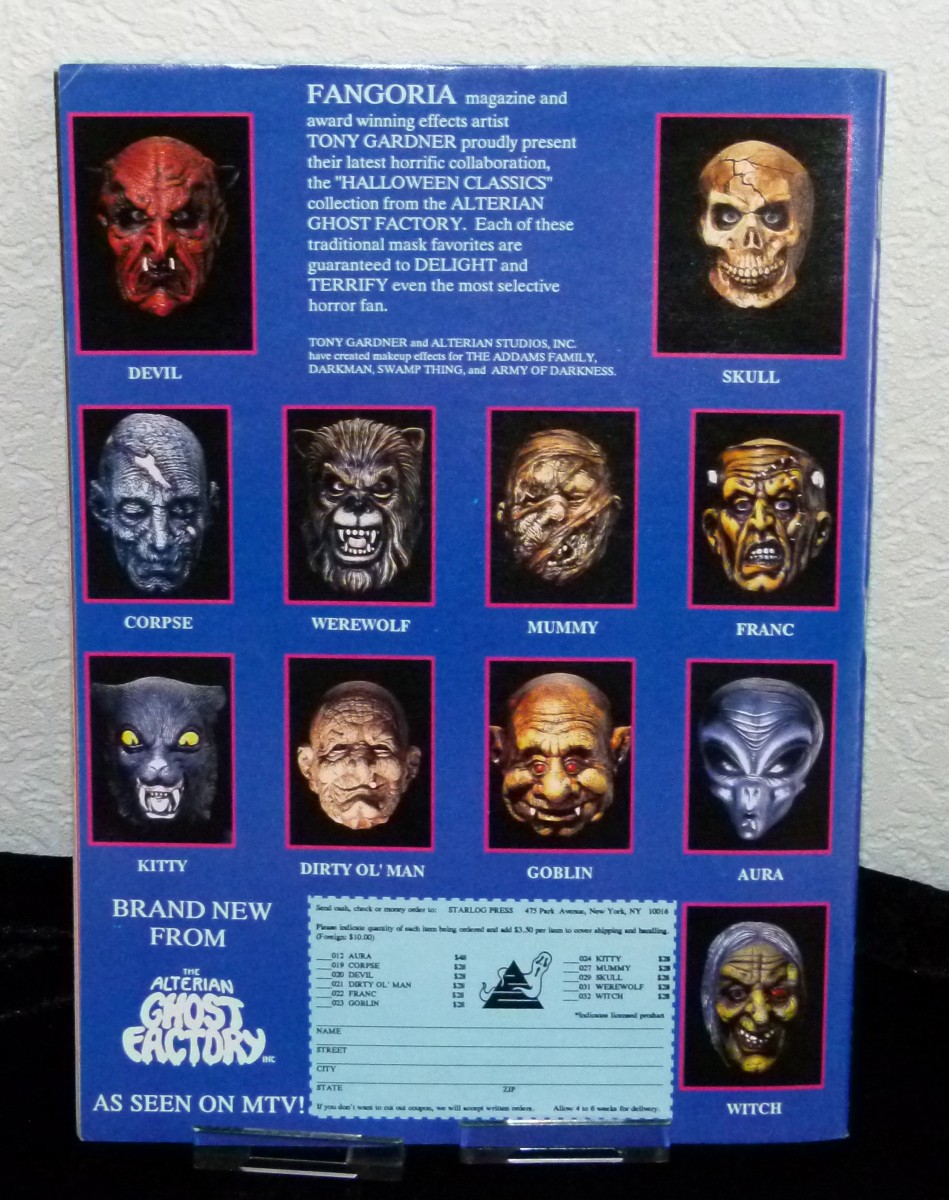 FANGORIA magazine and
award winning effects artist
TONY GARDNER proudly present
their latest horrific collaboration,
the "HALLOWEEN CLASSICS"
collection from the ALTERIAN
GHOST FACTORY. Each of these
traditional mask favorites are
guaranteed to DELIGHT and
TERRIFY even the most selective
horror fan.
TONY GARDNER and ALTERIAN STUDIOS, INC.
have created makeup effects for THE ADDAMS FAMILY,
DARKMAN, SWAMP THING, and ARMY OF DARKNESS.
DEVIL
SKULL
CORPSE
WEREWOLF
MUMMY
FRANC
KITTY
DIRTY OL' MAN
GOBLIN
AURA
BRAND NEW
FROM
THE
ALTERIAN
GHOST
FACTORY INC
AS SEEN ON MTV!
Send cash, check or money order to: STARLOG PRESS 475 Park Avenue, New York, NY 10016
Please indicate quantity of each item being ordered and add $3.50 per item to cover shipping and handling.
(Foreign: $10.00)
012 AURA $48
019 CORPSE $28
020 DEVIL $28
021 DIRTY OL' MAN $28
022 FRANC $28
023 GOBLIN $28
024 KITTY $28
027 MUMMY $28
029 SKULL $28
031 WEREWOLF $28
032 WITCH $28
*Indicates licensed product
NAME
STREET
CITY
STATE ZIP
If you don't want to cut out coupon, we will accept written orders. Allow 4 to 6 weeks for delivery.
WITCH